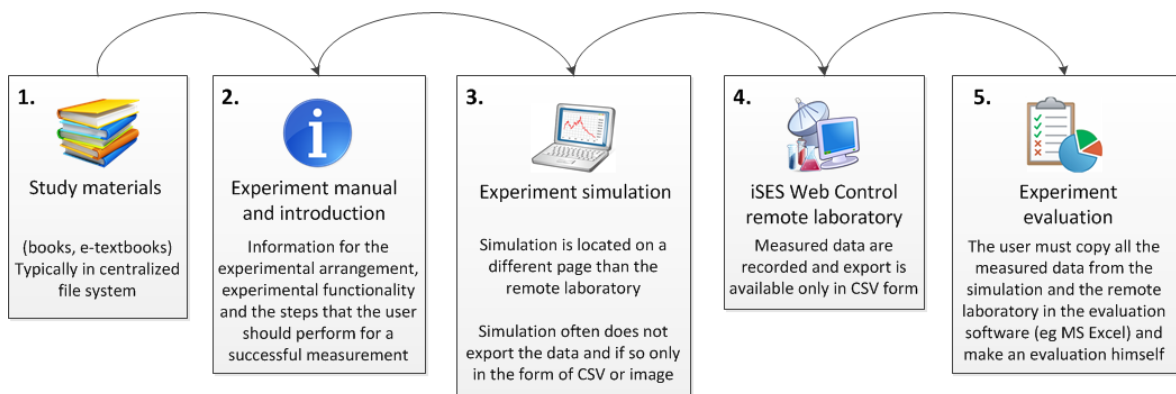 1.
Study materials
(books, e-textbooks)
Typically in centralized
file system
2.
Experiment manual
and introduction
Information for the
experimental arrangement,
experimental functionality
and the steps that the user
should perform for a
successful measurement
3.
Experiment simulation
Simulation is located on a
different page than the
remote laboratory
Simulation often does not
export the data and if so only
in the form of CSV or image
4.
iSES Web Control
remote laboratory
Measured data are
recorded and export is
available only in CSV form
5.
Experiment
evaluation
The user must copy all the
measured data from the
simulation and the remote
laboratory in the evaluation
software (eg MS Excel) and
make an evaluation himself